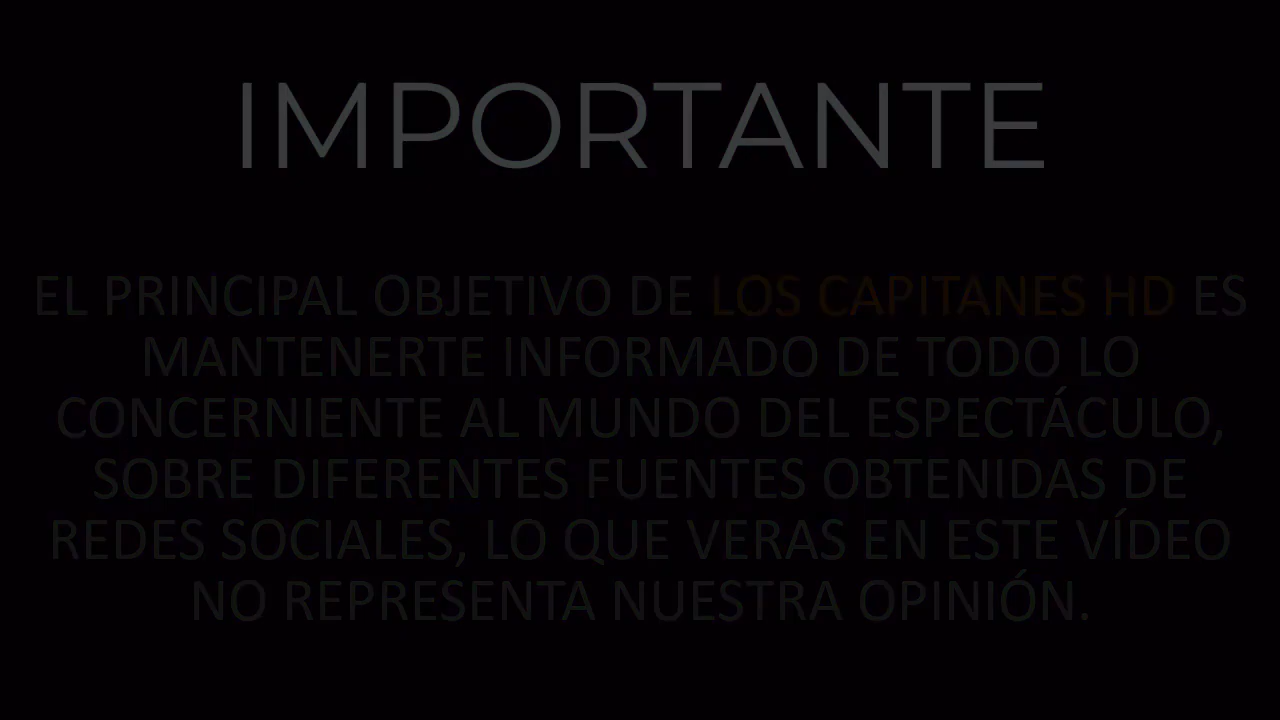 IMPORTANTE
EL PRINCIPAL OBJETIVO DE LOS CAPITANES HD ES
MANTENERTE INFORMADO DE TODO LO
CONCERNIENTE AL MUNDO DEL ESPECTÁCULO,
SOBRE DIFERENTES FUENTES OBTENIDAS DE
REDES SOCIALES, LO QUE VERAS EN ESTE VÍDEO
NO REPRESENTA NUESTRA OPINIÓN.